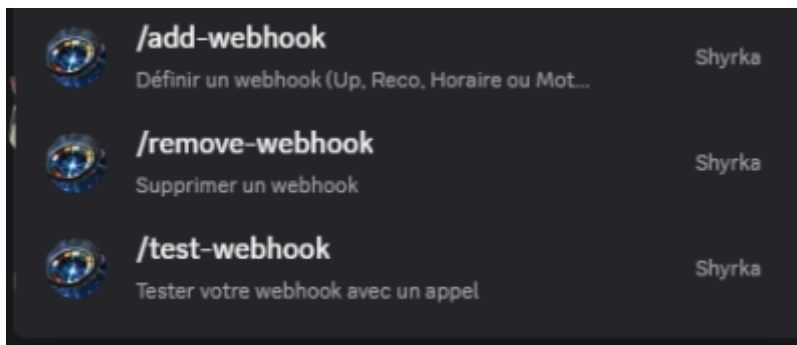 /add-webhook
Shyrka
Définir un webhook (Up, Reco, Horaire ou Mot...
/remove-webhook
Shyrka
Supprimer un webhook
/test-webhook
Shyrka
Tester votre webhook avec un appel